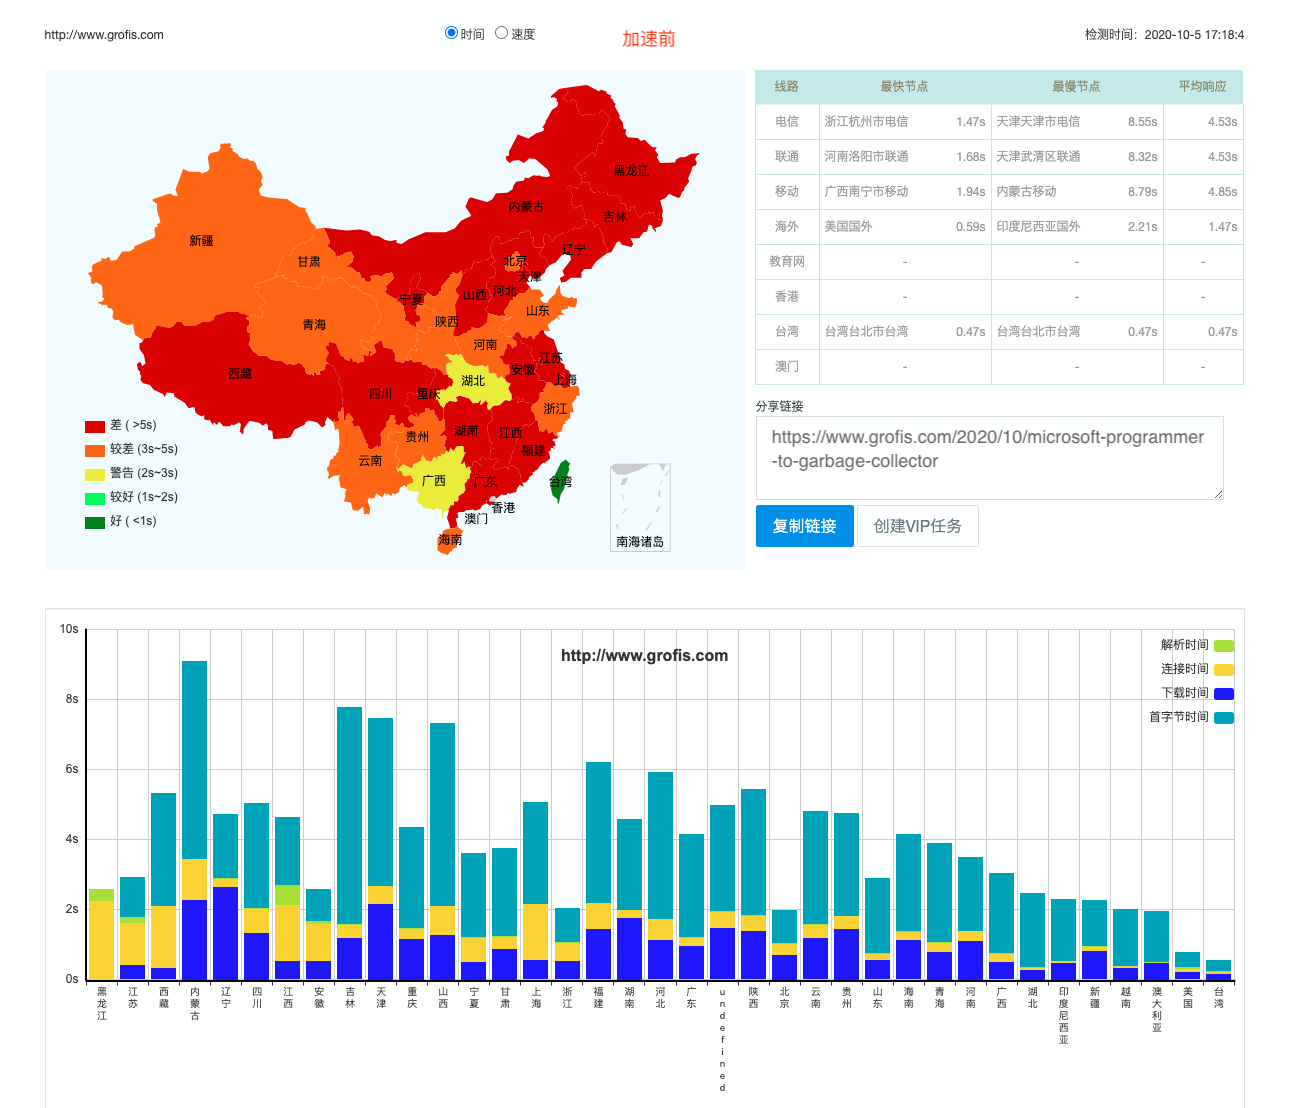 http://www.grofis.com
时间 速度
加速前
检测时间：2020-10-5 17:18:4
黑龙江
内蒙古
吉林
新疆
辽宁
甘肃
北京
天津
宁夏
山西
河北
青海
陕西
山东
河南
江苏
安徽
西藏
湖北
上海
四川
重庆
浙江
湖南
江西
贵州
福建
云南
广西
广东
台湾
香港
澳门
海南
南海诸岛
差 ( >5s)
较差 (3s~5s)
警告 (2s~3s)
较好 (1s~2s)
好 ( <1s)
线路 最快节点 最慢节点 平均响应
电信 浙江杭州市电信 1.47s 天津天津市电信 8.55s 4.53s
联通 河南洛阳市联通 1.68s 天津武清区联通 8.32s 4.53s
移动 广西南宁市移动 1.94s 内蒙古移动 8.79s 4.85s
海外 美国国外 0.59s 印度尼西亚国外 2.21s 1.47s
教育网 - - -
香港 - - -
台湾 台湾台北市台湾 0.47s 台湾台北市台湾 0.47s 0.47s
澳门 - - -
分享链接
https://www.grofis.com/2020/10/microsoft-programmer
-to-garbage-collector
复制链接 创建VIP任务
http://www.grofis.com
解析时间
连接时间
下载时间
首字节时间
10s
8s
6s
4s
2s
0s
黑龙江
江苏
西藏
内蒙古
辽宁
四川
江西
安徽
吉林
天津
重庆
山西
宁夏
甘肃
上海
浙江
福建
湖南
河北
广东
undefined
陕西
北京
云南
贵州
山东
海南
青海
河南
广西
湖北
印度尼西亚
新疆
越南
澳大利亚
美国
台湾